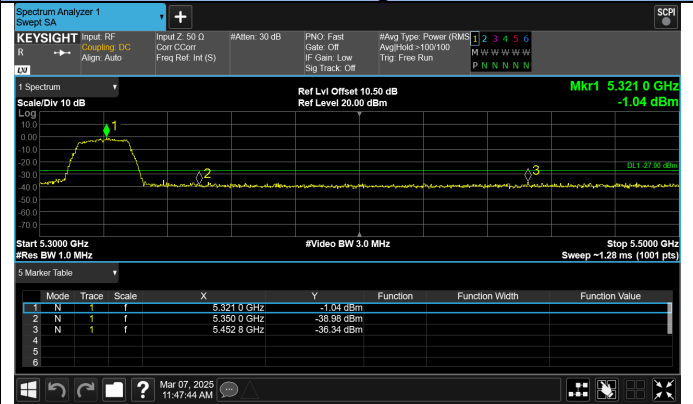 Spectrum Analyzer 1
Swept SA
+
SCPI
KEYSIGHT
R
LXI
Input: RF
Coupling: DC
Align: Auto
Input Z: 50 Ω
Corr CCorr
Freq Ref: Int (S)
#Atten: 30 dB
PNO: Fast
Gate: Off
IF Gain: Low
Sig Track: Off
#Avg Type: Power (RMS
Avg|Hold:>100/100
Trig: Free Run
1 2 3 4 5 6
M W W W W W
P N N N N N
1 Spectrum
Scale/Div 10 dB
Ref Lvl Offset 10.50 dB
Ref Level 20.00 dBm
Mkr1 5.321 0 GHz
-1.04 dBm
Log
10.0
0.00
-10.0
-20.0
-30.0
-40.0
-50.0
-60.0
-70.0
1
2
3
DL1 -27.00 dBm
Start 5.3000 GHz
#Res BW 1.0 MHz
#Video BW 3.0 MHz
Stop 5.5000 GHz
Sweep ~1.28 ms (1001 pts)
5 Marker Table
Mode Trace Scale X Y Function Function Width Function Value
1 N 1 f 5.321 0 GHz -1.04 dBm
2 N 1 f 5.350 0 GHz -38.98 dBm
3 N 1 f 5.452 8 GHz -36.34 dBm
4
5
6
?
Mar 07, 2025
11:47:44 AM